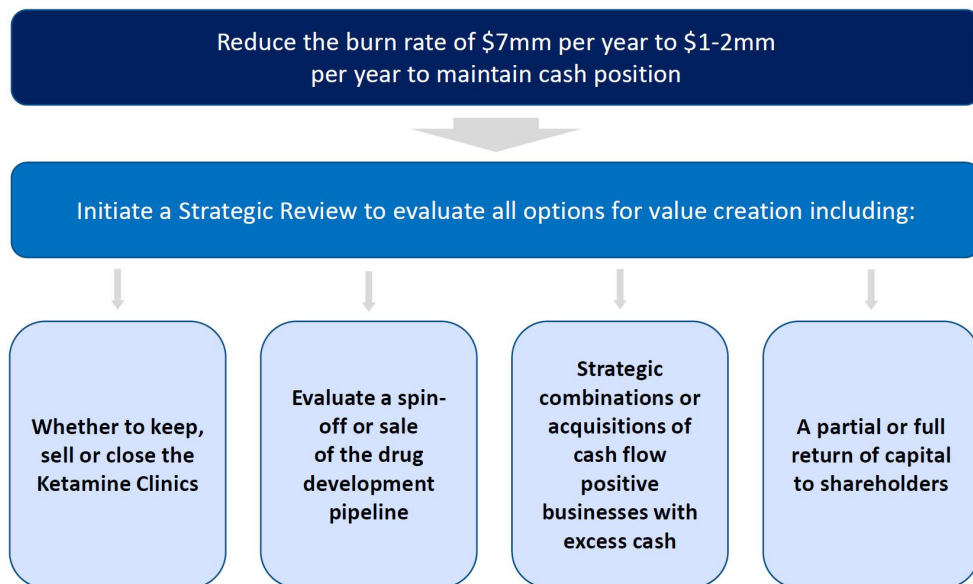 Reduce the burn rate of $7mm per year to $1-2mm
per year to maintain cash position
Initiate a Strategic Review to evaluate all options for value creation including:
Whether to keep,
sell or close the
Ketamine Clinics
Evaluate a spin-
off or sale
of the drug
development
pipeline
Strategic
combinations or
acquisitions of
cash flow
positive
businesses with
excess cash
A partial or full
return of capital
to shareholders